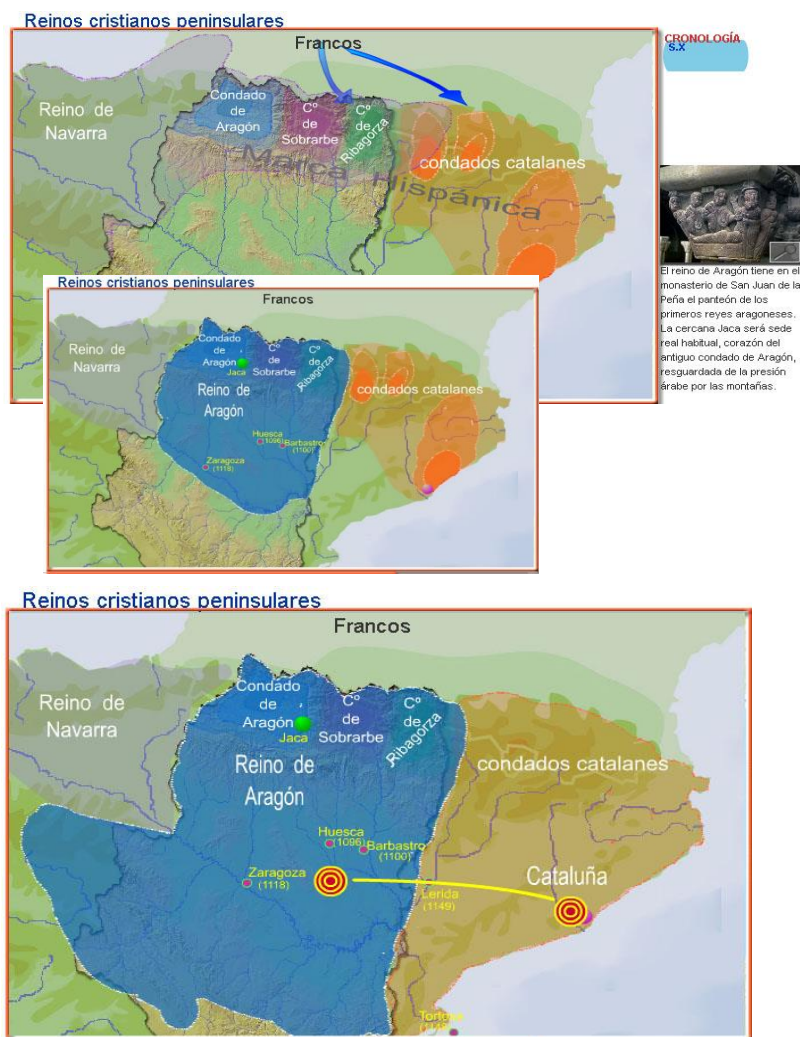 Reinos cristianos peninsulares
Francos
CRONOLOGÍA
S.X
Reino de
Navarra
Condado
de
Aragón
Cº
de
Sobrarbe
Cº
de
Ribagorza
condados catalanes
Marca Hispánica
El reino de Aragón tiene en el
monasterio de San Juan de la
Peña el panteón de los
primeros reyes aragoneses.
La cercana Jaca será sede
real habitual, corazón del
antiguo condado de Aragón,
resguardada de la presión
árabe por las montañas.
Reinos cristianos peninsulares
Francos
Reino de
Navarra
Condado
de
Aragón
Jaca
Cº
de
Sobrarbe
Cº
de
Ribagorza
condados catalanes
Reino de
Aragón
Huesca
(1096)
Barbastro
(1100)
Zaragoza
(1118)
Reinos cristianos peninsulares
Francos
Reino de
Navarra
Condado
de
Aragón
Jaca
Cº
de
Sobrarbe
Cº
de
Ribagorza
condados catalanes
Reino de
Aragón
Huesca
(1096)
Barbastro
(1100)
Zaragoza
(1118)
Cataluña
Lerida
(1149)